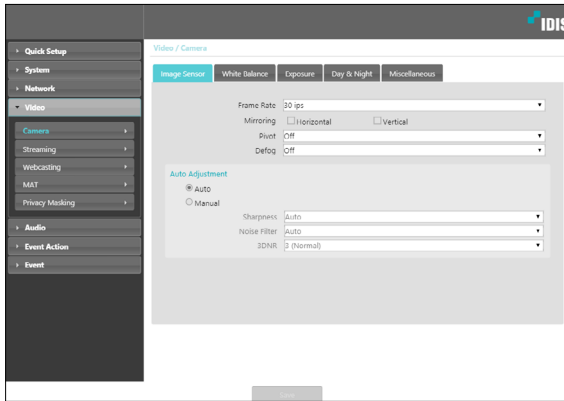 IDIS
Quick Setup
System
Network
Video
Camera
Streaming
Webcasting
MAT
Privacy Masking
Audio
Event Action
Event
Video / Camera
Image Sensor White Balance Exposure Day & Night Miscellaneous
Frame Rate 30 ips
Mirroring Horizontal Vertical
Pivot Off
Defog Off
Auto Adjustment
Auto
Manual
Sharpness Auto
Noise Filter Auto
3DNR 3 (Normal)
Save